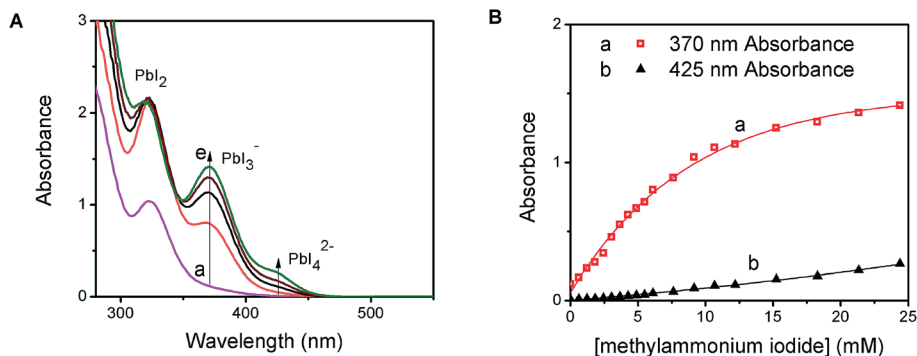 A
3
2
1
0
Absorbance
PbI2
e
PbI3-
a
PbI42-
300
400
500
Wavelength (nm)
B
2
1
0
Absorbance
a 370 nm Absorbance
b 425 nm Absorbance
a
b
0
5
10
15
20
25
[methylammonium iodide] (mM)